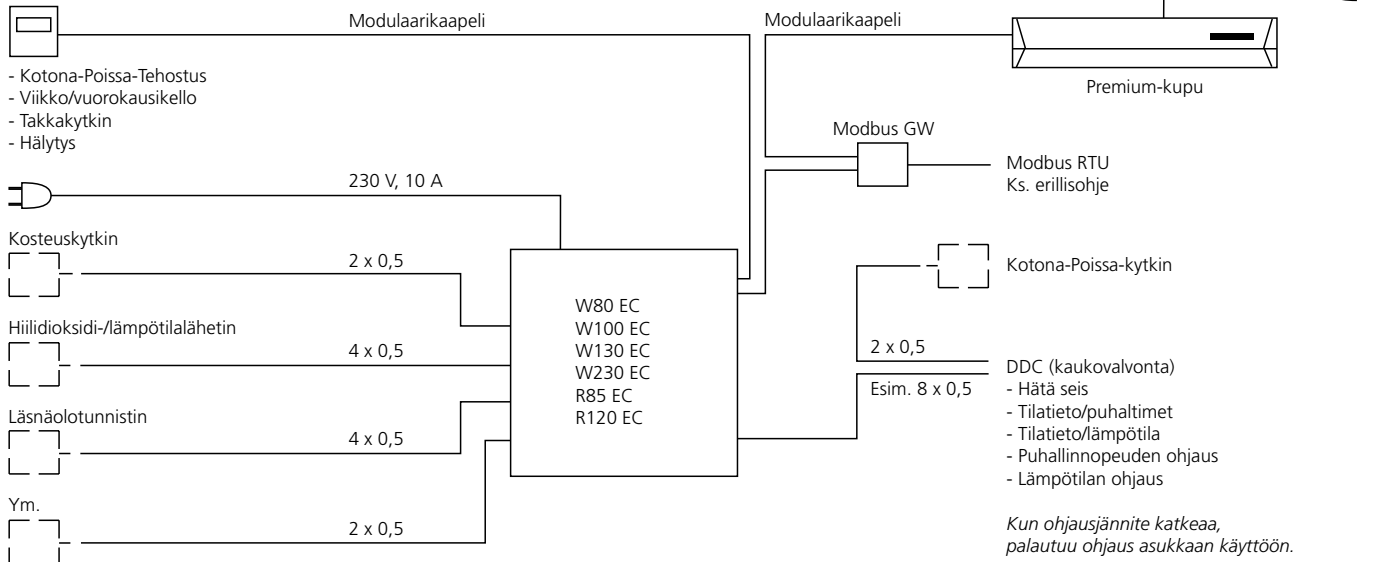 Modulaarikaapeli
- Kotona-Poissa-Tehostus
- Viikko/vuorokausikello
- Takkakytkin
- Hälytys
230 V, 10 A
Kosteuskytkin
2 x 0,5
Hiilidioksidi-/lämpötilalähetin
4 x 0,5
Läsnäolotunnistin
4 x 0,5
Ym.
2 x 0,5
W80 EC
W100 EC
W130 EC
W230 EC
R85 EC
R120 EC
Modulaarikaapeli
Premium-kupu
Modbus GW
Modbus RTU
Ks. erillisohje
Kotona-Poissa-kytkin
2 x 0,5
Esim. 8 x 0,5
DDC (kaukovalvonta)
- Hätä seis
- Tilatieto/puhaltimet
- Tilatieto/lämpötila
- Puhallinnopeuden ohjaus
- Lämpötilan ohjaus
Kun ohjausjännite katkeaa,
palautuu ohjaus asukkaan käyttöön.